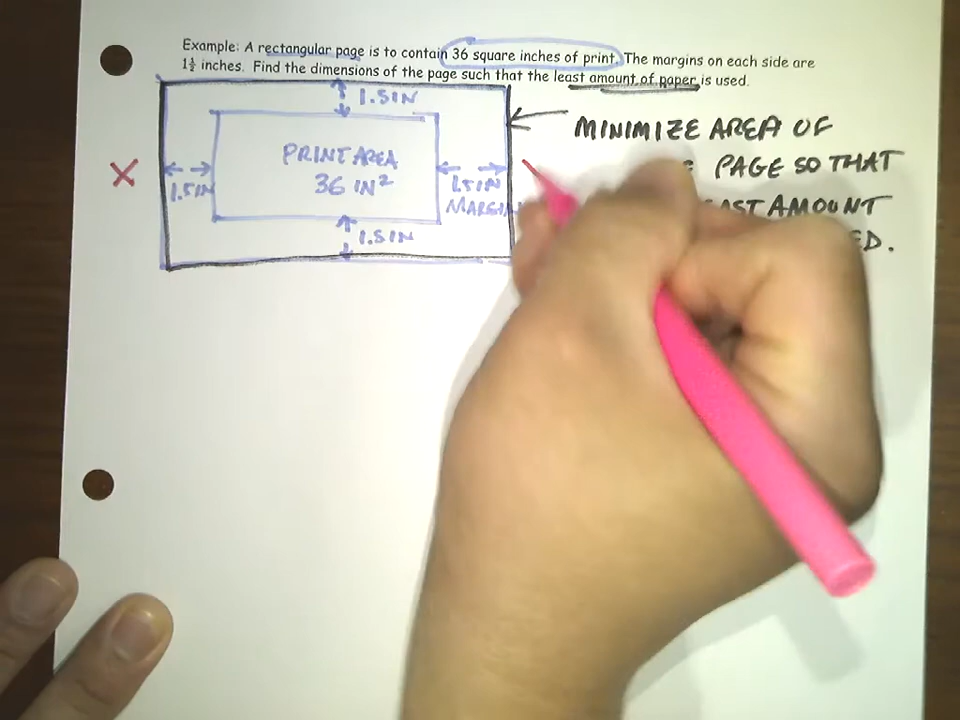 Example: A rectangular page is to contain 36 square inches of print. The margins on each side are
1½ inches. Find the dimensions of the page such that the least amount of paper is used.
1.5IN
MINIMIZE AREA OF
PRINT AREA
PAGE SO THAT
X
1.5IN
36 IN²
1.5IN
MARGIN
AMOUNT
1.5IN